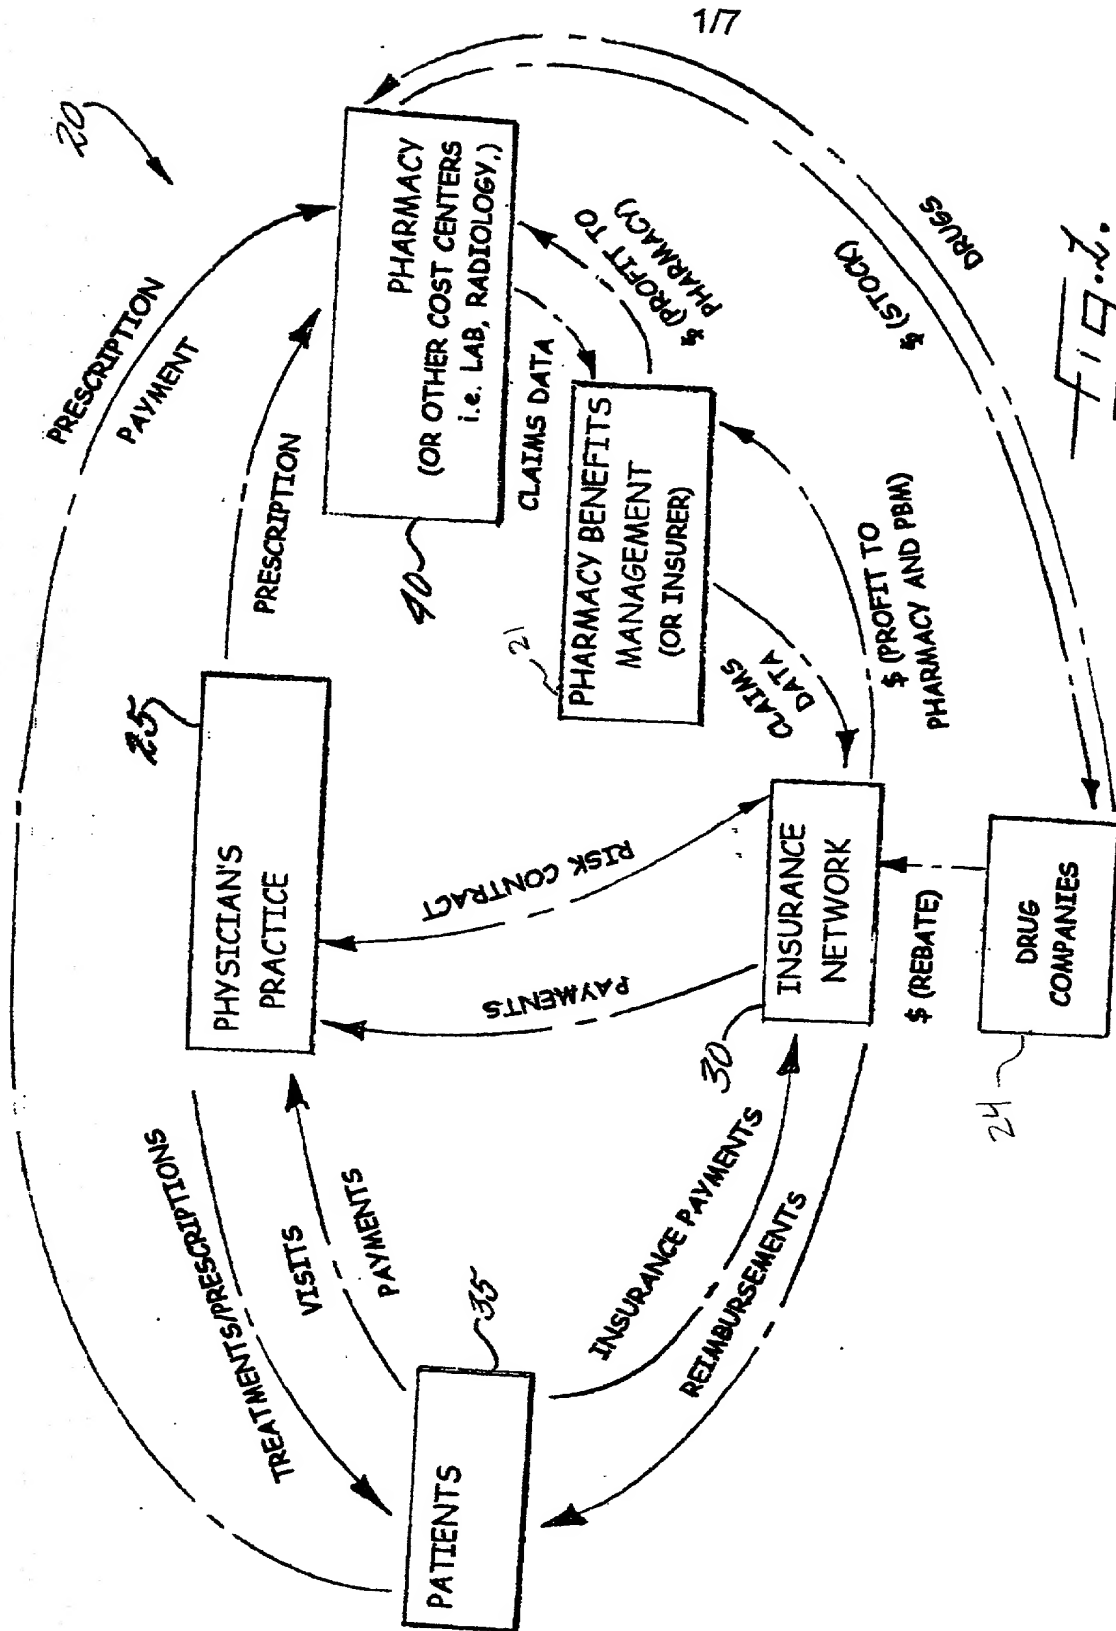 1/7
20
PRESCRIPTION
PAYMENT
TREATMENTS/PRESCRIPTIONS
VISITS
PAYMENTS
PATIENTS
35
PHYSICIAN'S
PRACTICE
25
PRESCRIPTION
PHARMACY
(OR OTHER COST CENTERS
i.e. LAB, RADIOLOGY,)
40
CLAIMS DATA
$ (PROFIT TO
PHARMACY)
21
PHARMACY BENEFITS
MANAGEMENT
(OR INSURER)
CLAIMS
DATA
$ (PROFIT TO
PHARMACY AND PBM)
RISK CONTRACT
PAYMENTS
INSURANCE PAYMENTS
REIMBURSEMENTS
30
INSURANCE
NETWORK
$ (REBATE)
24
DRUG
COMPANIES
$ (STOCK)
DRUGS
Fig. 1.